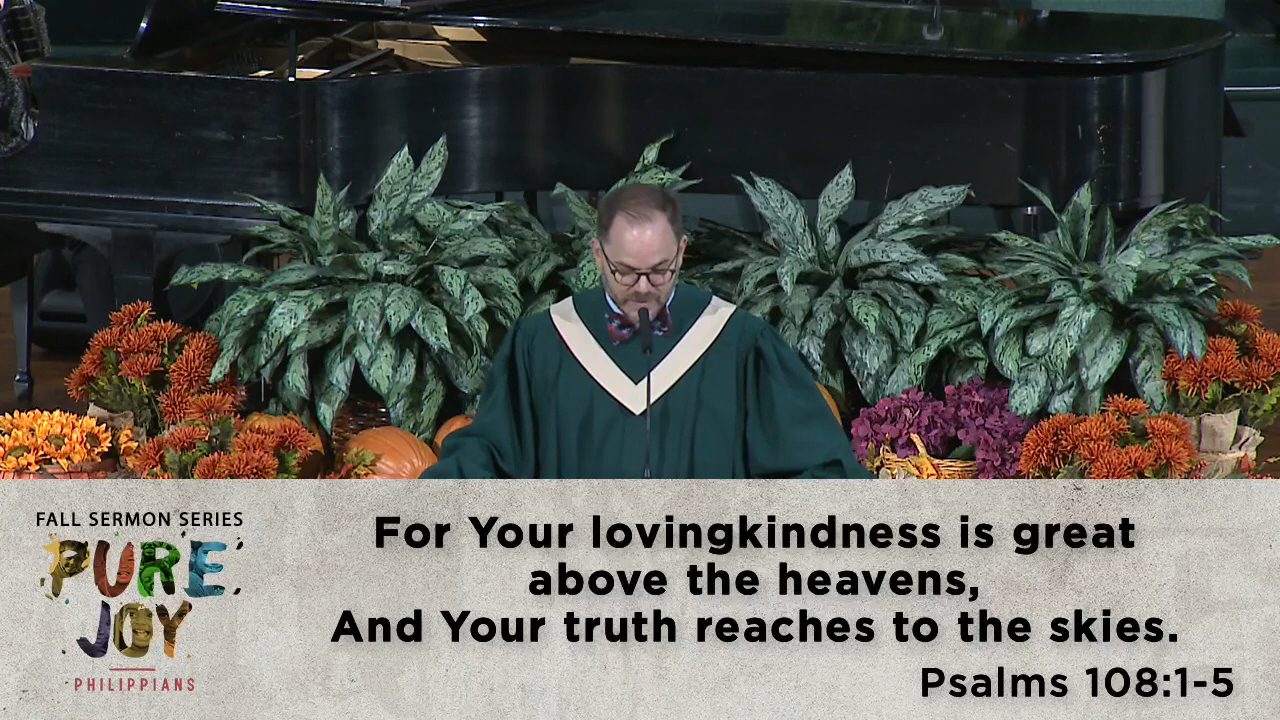 FALL SERMON SERIES
PURE
JOY
PHILIPPIANS
For Your lovingkindness is great
above the heavens,
And Your truth reaches to the skies.
Psalms 108:1-5